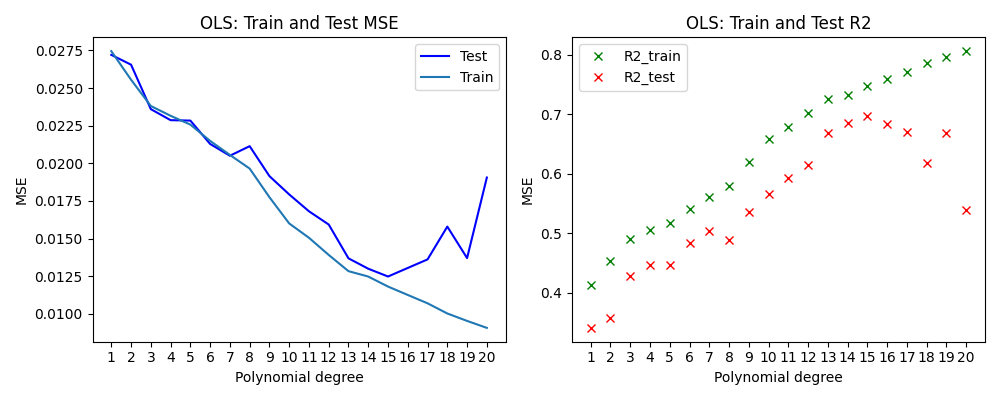 OLS: Train and Test MSE
0.0275
0.0250
0.0225
0.0200
0.0175
0.0150
0.0125
0.0100
MSE
Test
Train
1 2 3 4 5 6 7 8 9 10 11 12 13 14 15 16 17 18 19 20
Polynomial degree
OLS: Train and Test R2
0.8
0.7
0.6
0.5
0.4
MSE
R2_train
R2_test
1 2 3 4 5 6 7 8 9 10 11 12 13 14 15 16 17 18 19 20
Polynomial degree